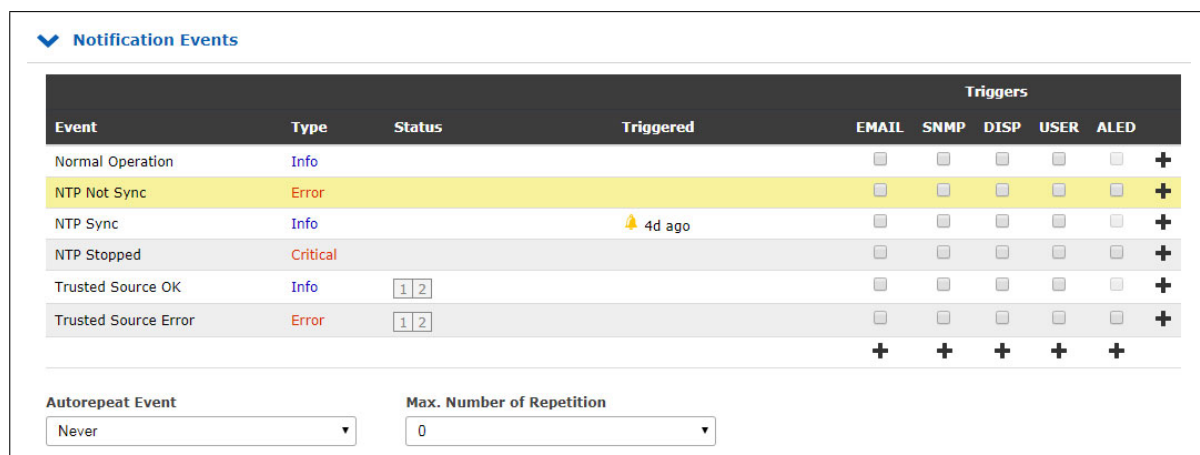 Notification Events
Triggers
Event Type Status Triggered EMAIL SNMP DISP USER ALED
Normal Operation Info
NTP Not Sync Error
NTP Sync Info 4d ago
NTP Stopped Critical
Trusted Source OK Info 1 2
Trusted Source Error Error 1 2
Autorepeat Event Max. Number of Repetition
Never 0